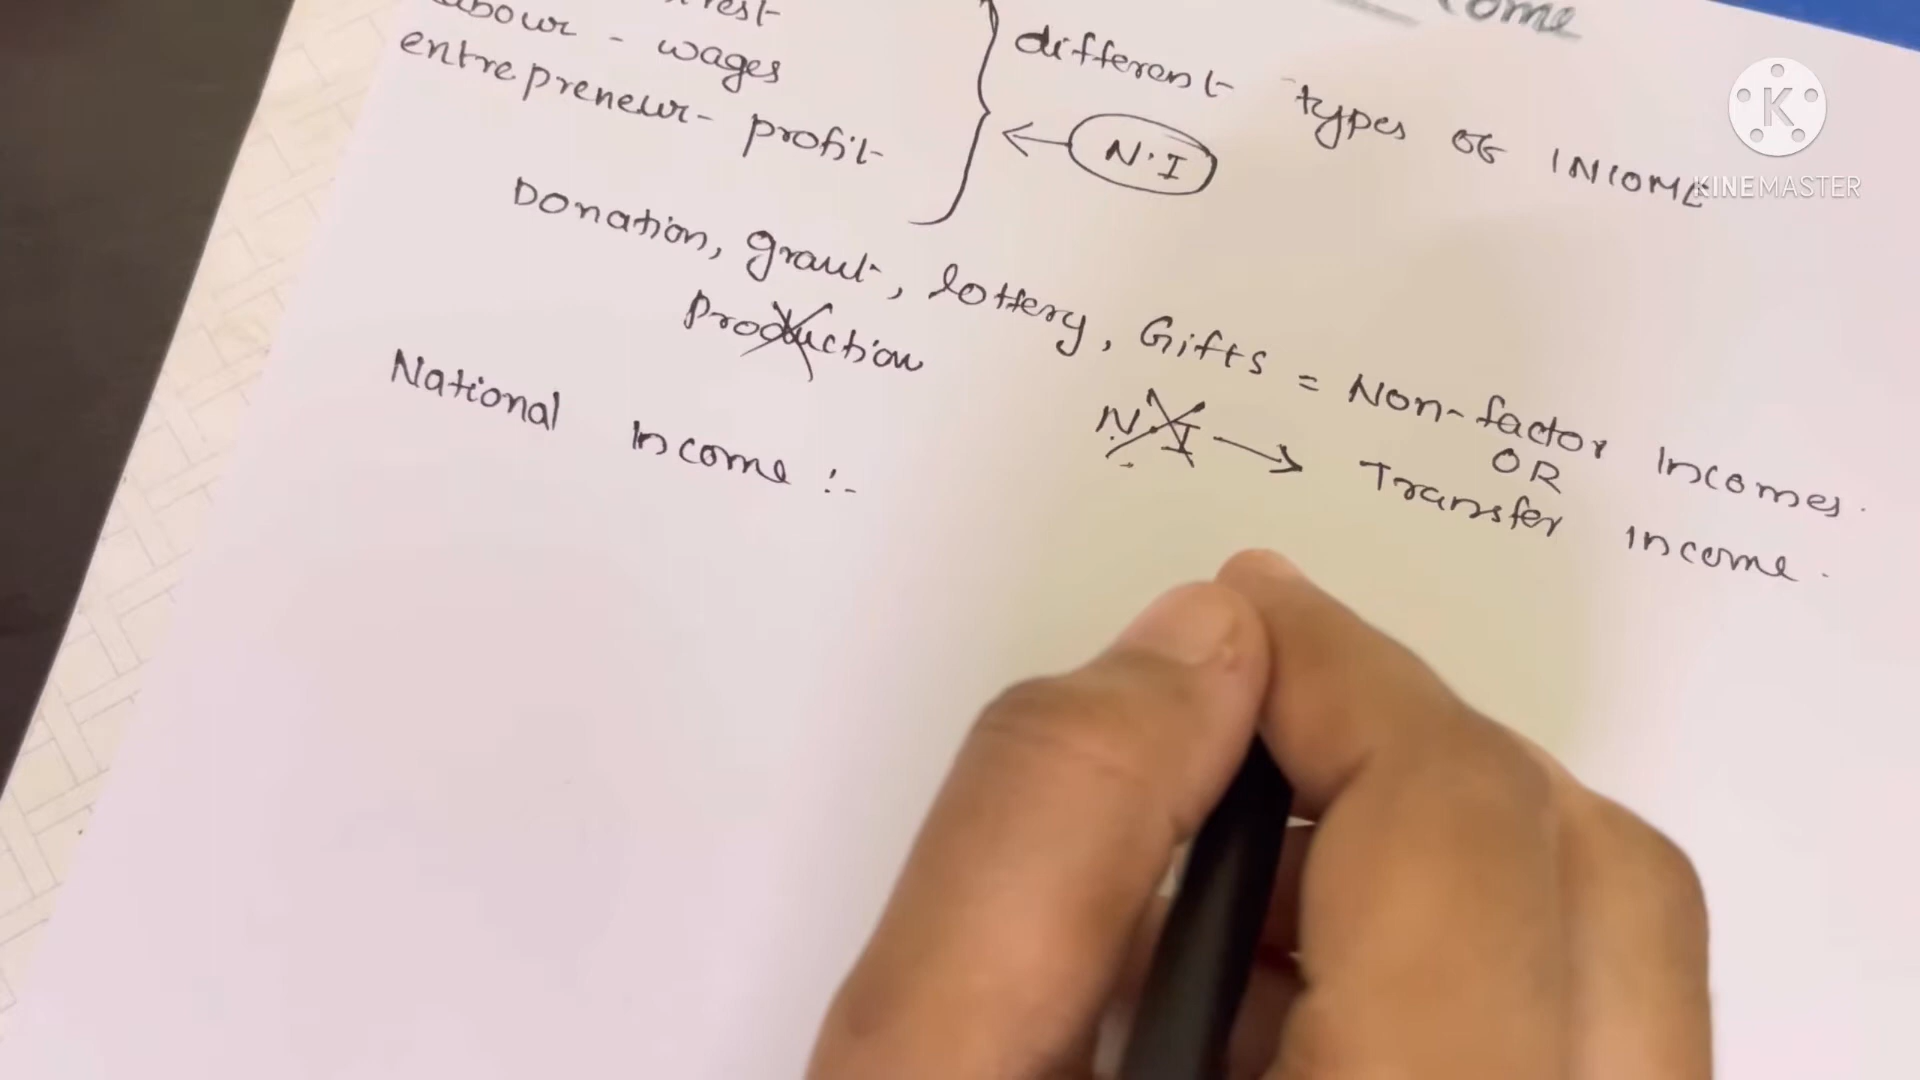 labour - wages
entrepreneur - profit
different types of INCOME
N.I
Donation, grant, lottery, Gifts = Non-factor Incomes.
Production
N.I → Transfer Income.
OR
National Income :-
K
KINEMASTER